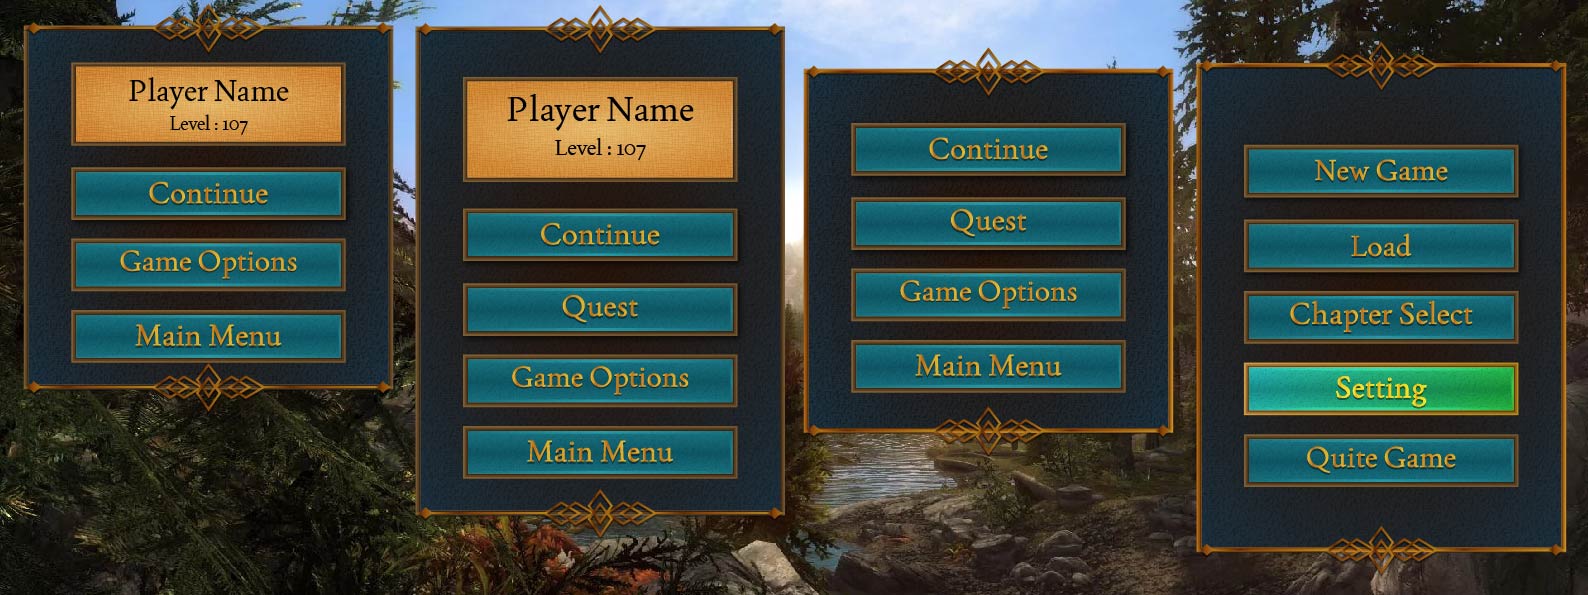 Player Name
Level : 107
Continue
Game Options
Main Menu
Player Name
Level : 107
Continue
Quest
Game Options
Main Menu
Continue
Quest
Game Options
Main Menu
New Game
Load
Chapter Select
Setting
Quite Game